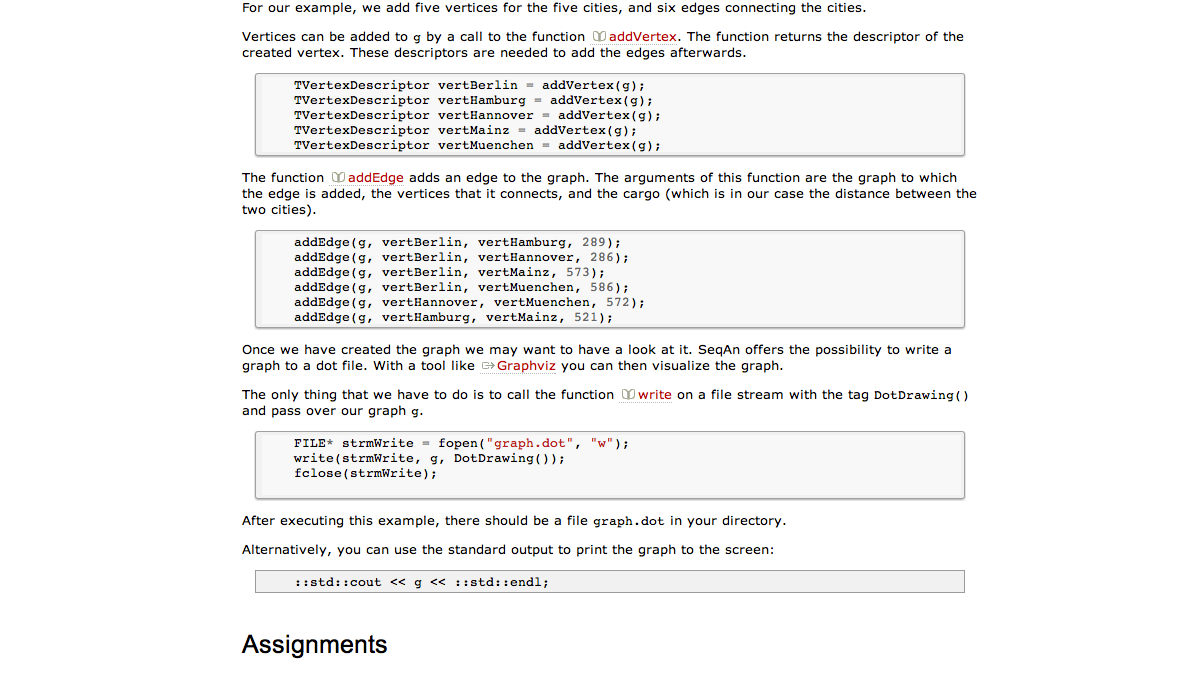 For our example, we add five vertices for the five cities, and six edges connecting the cities.
Vertices can be added to g by a call to the function addVertex. The function returns the descriptor of the
created vertex. These descriptors are needed to add the edges afterwards.
TVertexDescriptor vertBerlin = addVertex(g);
TVertexDescriptor vertHamburg = addVertex(g);
TVertexDescriptor vertHannover = addVertex(g);
TVertexDescriptor vertMainz = addVertex(g);
TVertexDescriptor vertMuenchen = addVertex(g);
The function addEdge adds an edge to the graph. The arguments of this function are the graph to which
the edge is added, the vertices that it connects, and the cargo (which is in our case the distance between the
two cities).
addEdge(g, vertBerlin, vertHamburg, 289);
addEdge(g, vertBerlin, vertHannover, 286);
addEdge(g, vertBerlin, vertMainz, 573);
addEdge(g, vertBerlin, vertMuenchen, 586);
addEdge(g, vertHannover, vertMuenchen, 572);
addEdge(g, vertHamburg, vertMainz, 521);
Once we have created the graph we may want to have a look at it. SeqAn offers the possibility to write a
graph to a dot file. With a tool like Graphviz you can then visualize the graph.
The only thing that we have to do is to call the function write on a file stream with the tag DotDrawing()
and pass over our graph g.
FILE* strmWrite = fopen("graph.dot", "w");
write(strmWrite, g, DotDrawing());
fclose(strmWrite);
After executing this example, there should be a file graph.dot in your directory.
Alternatively, you can use the standard output to print the graph to the screen:
::std::cout << g << ::std::endl;
Assignments